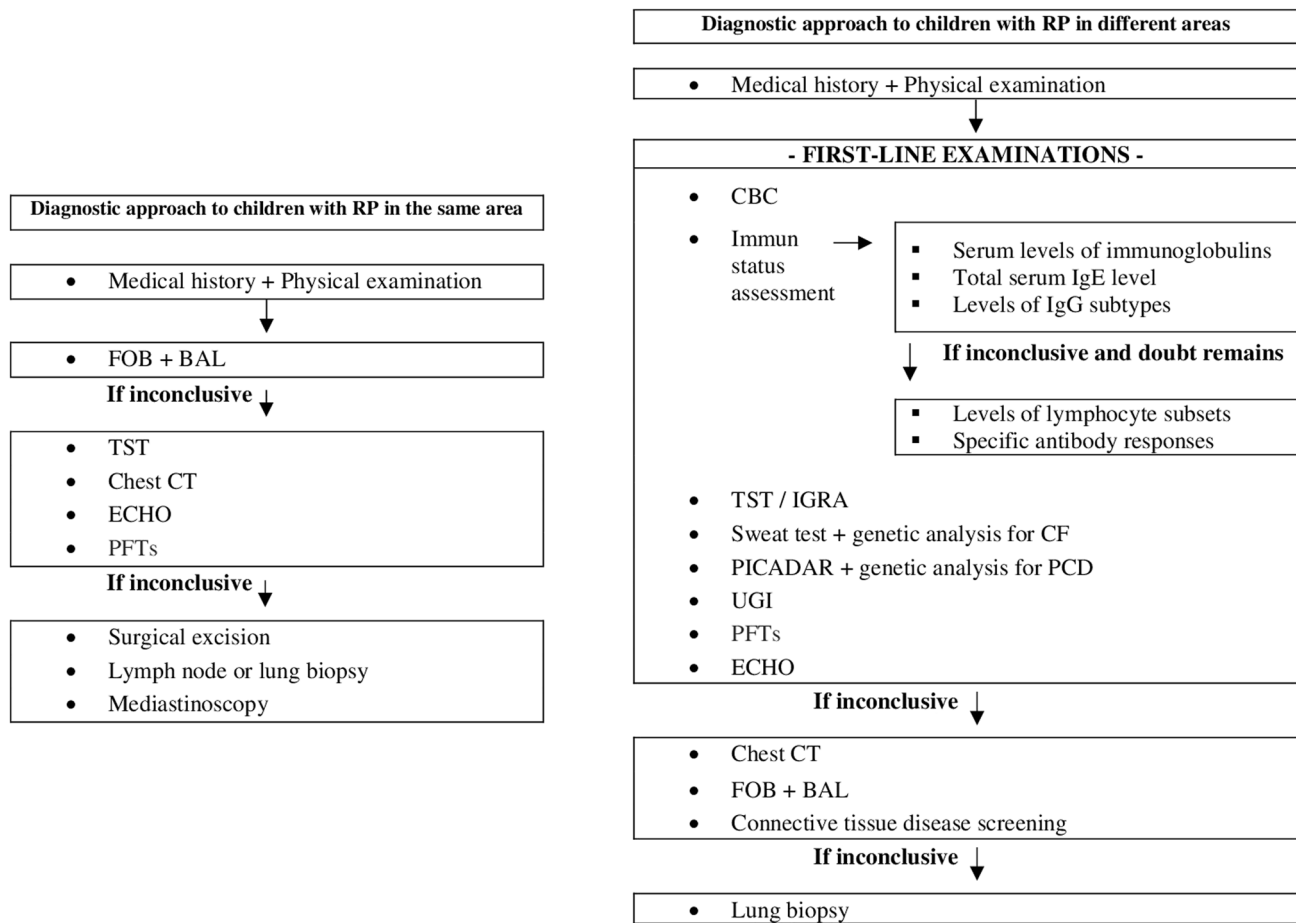 Diagnostic approach to children with RP in the same area
• Medical history + Physical examination
• FOB + BAL
If inconclusive
• TST
• Chest CT
• ECHO
• PFTs
If inconclusive
• Surgical excision
• Lymph node or lung biopsy
• Mediastinoscopy
Diagnostic approach to children with RP in different areas
• Medical history + Physical examination
- FIRST-LINE EXAMINATIONS -
• CBC
• Immun
status
assessment
▪ Serum levels of immunoglobulins
▪ Total serum IgE level
▪ Levels of IgG subtypes
If inconclusive and doubt remains
▪ Levels of lymphocyte subsets
▪ Specific antibody responses
• TST / IGRA
• Sweat test + genetic analysis for CF
• PICADAR + genetic analysis for PCD
• UGI
• PFTs
• ECHO
If inconclusive
• Chest CT
• FOB + BAL
• Connective tissue disease screening
If inconclusive
• Lung biopsy